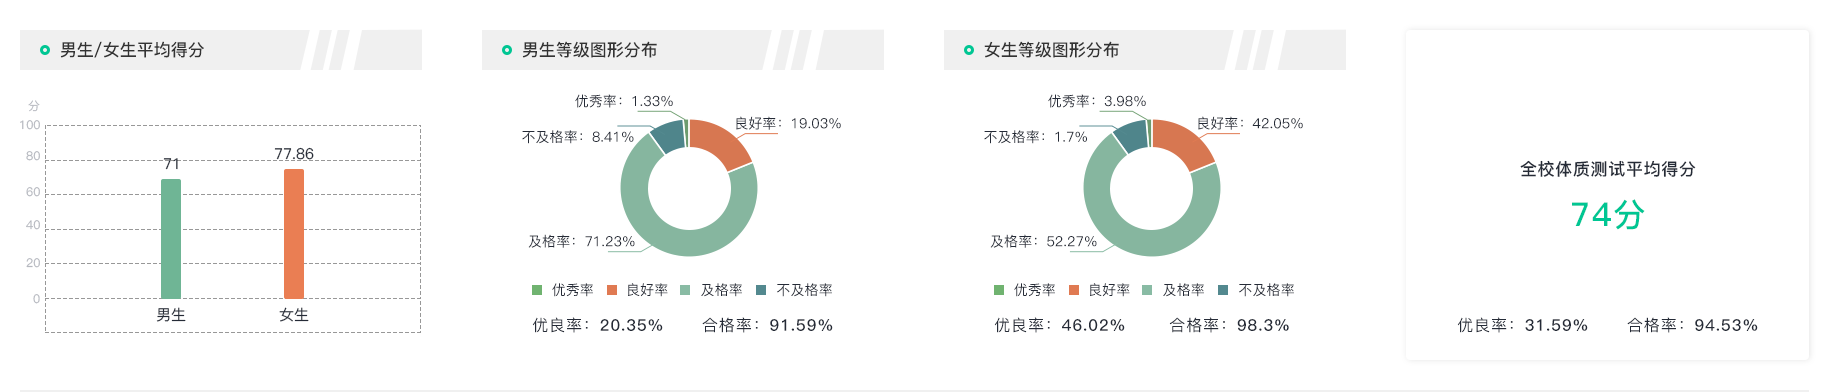 男生/女生平均得分
分
100
80
60
40
20
0
71
77.86
男生
女生
男生等级图形分布
优秀率：1.33%
良好率：19.03%
不及格率：8.41%
及格率：71.23%
优秀率 良好率 及格率 不及格率
优良率：20.35% 合格率：91.59%
女生等级图形分布
优秀率：3.98%
良好率：42.05%
不及格率：1.7%
及格率：52.27%
优秀率 良好率 及格率 不及格率
优良率：46.02% 合格率：98.3%
全校体质测试平均得分
74分
优良率：31.59% 合格率：94.53%